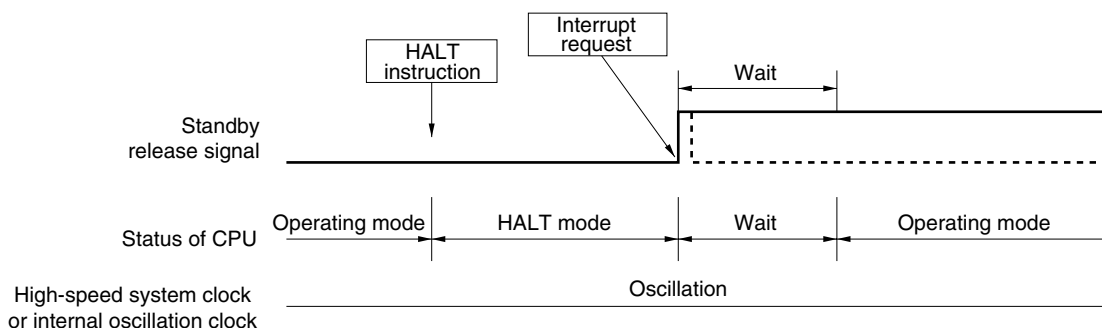 Interrupt
request
HALT
instruction
Wait
Standby
release signal
Operating mode
HALT mode
Wait
Operating mode
Status of CPU
Oscillation
High-speed system clock
or internal oscillation clock